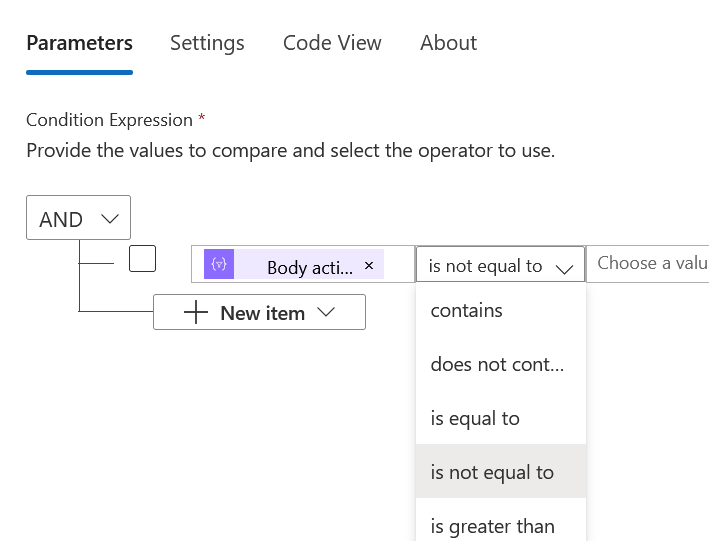 Parameters Settings Code View About
Condition Expression *
Provide the values to compare and select the operator to use.
AND
Body acti... × is not equal to Choose a valu
New item
contains
does not cont...
is equal to
is not equal to
is greater than